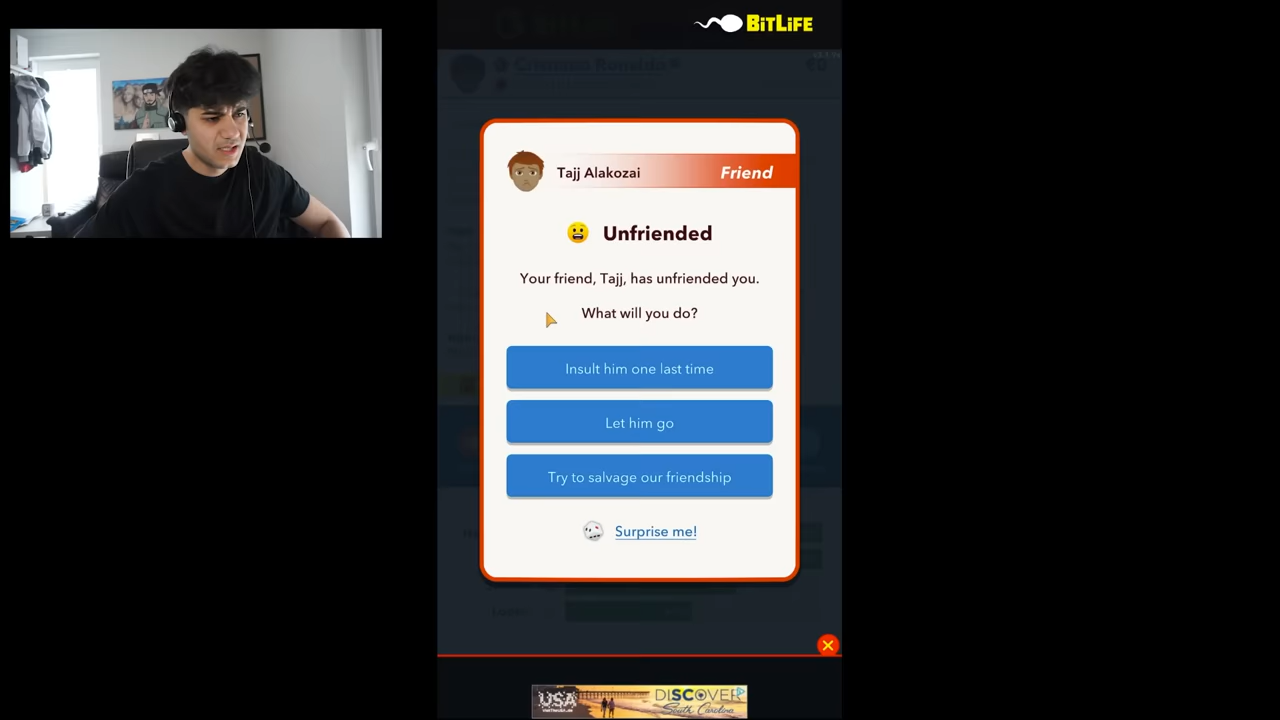 BITLIFE
Tajj Alakozai
Friend
Unfriended
Your friend, Tajj, has unfriended you.
What will you do?
Insult him one last time
Let him go
Try to salvage our friendship
Surprise me!
USA
DISCOVER
South Carolina